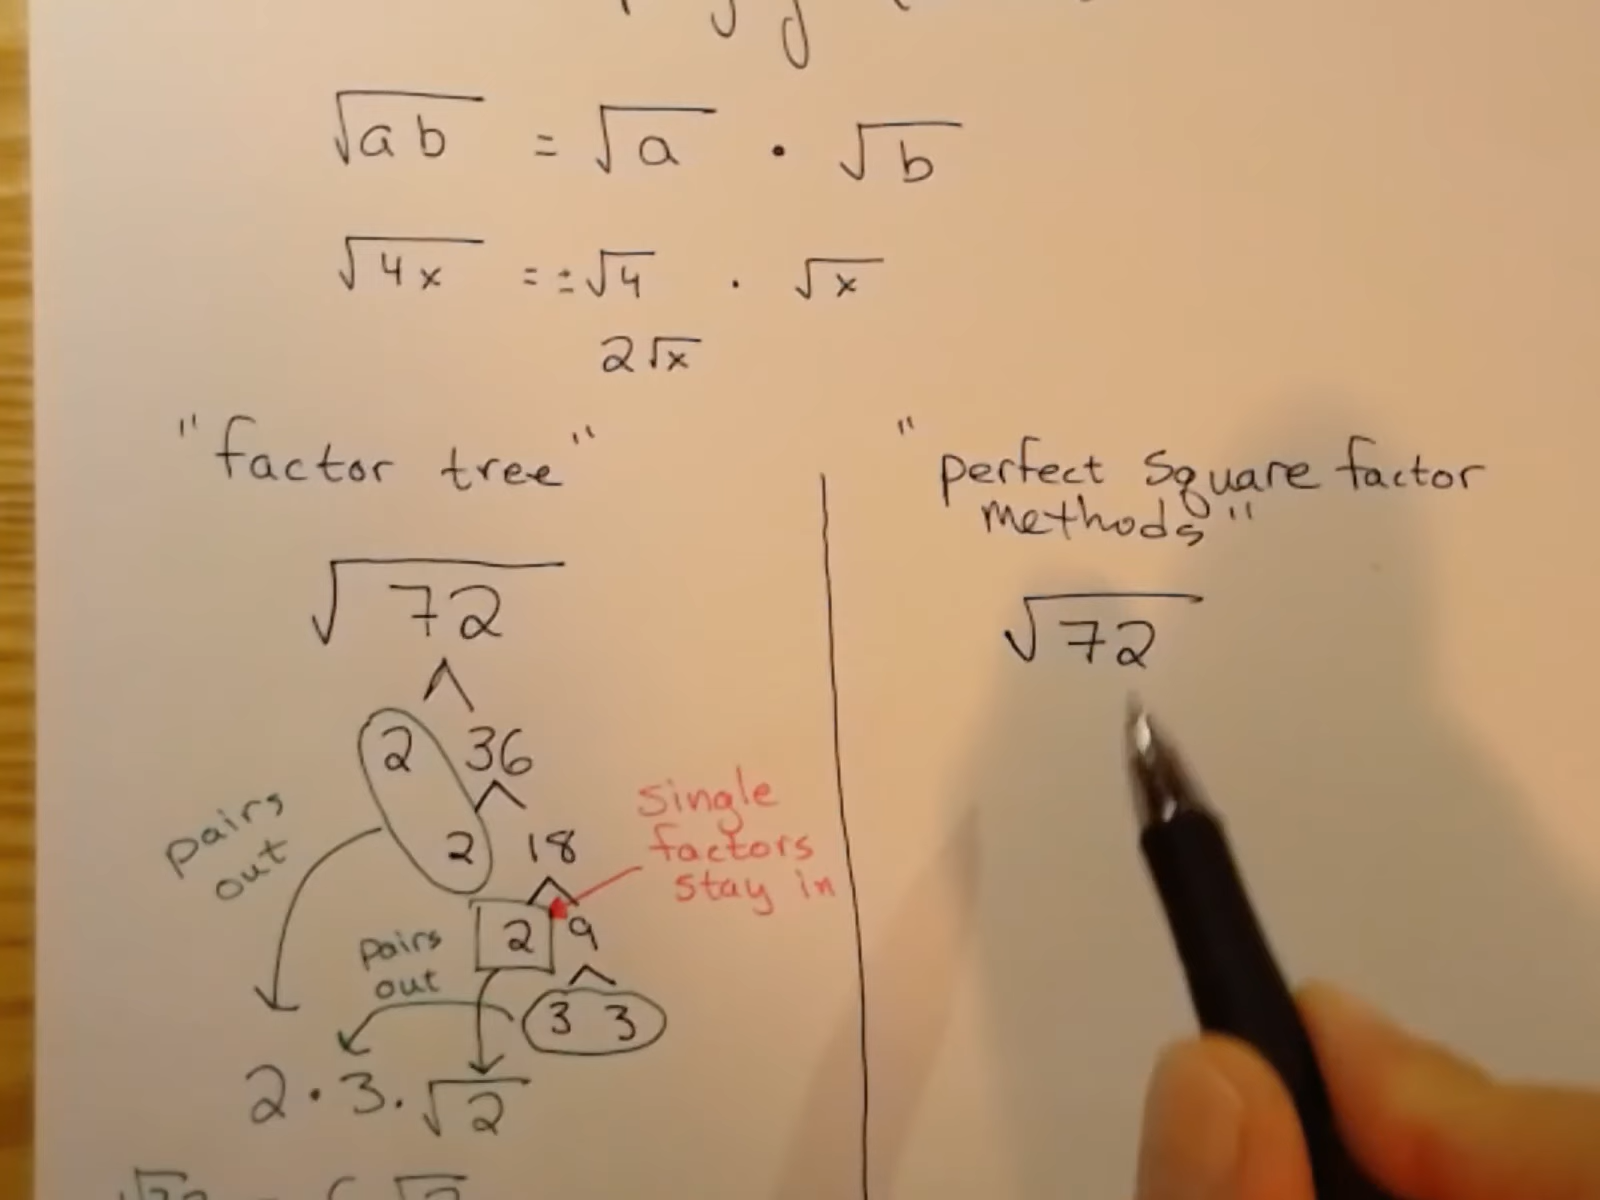 √ab = √a · √b
√4x = ±√4 · √x
2√x
"factor tree"
"perfect Square factor
methods"
√72
2 36
2 18
2 9
3 3
pairs
out
Single
factors
stay in
pairs
out
2 · 3 · √2
√72